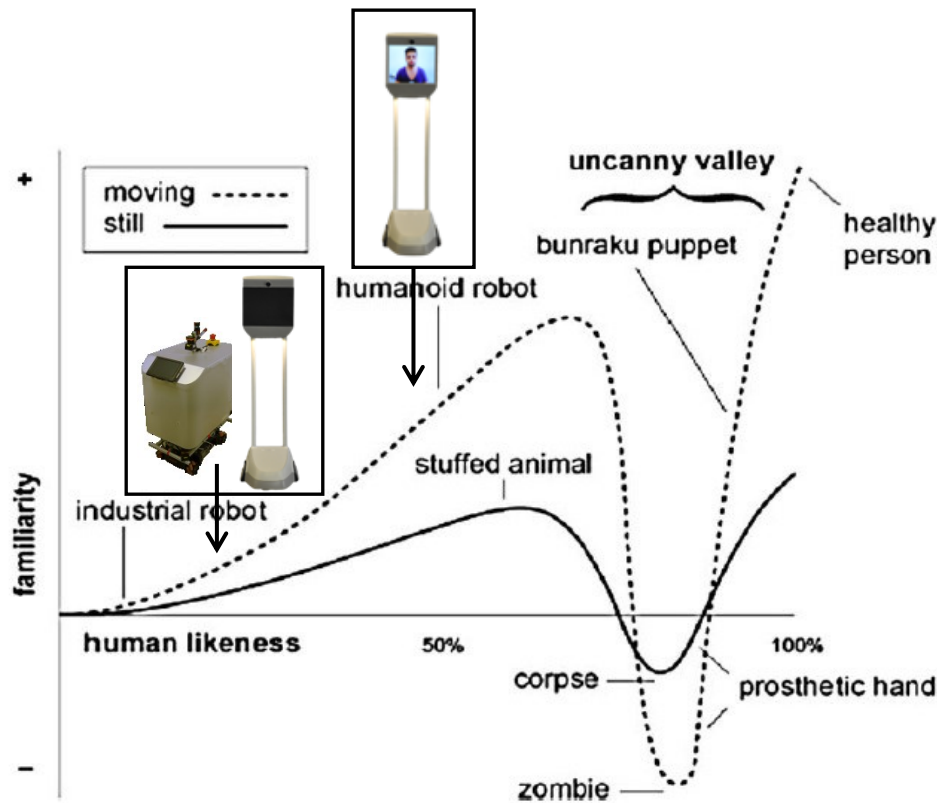 +
uncanny valley
moving
still
bunraku puppet
healthy
person
humanoid robot
stuffed animal
industrial robot
familiarity
human likeness
50%
100%
corpse
prosthetic hand
–
zombie